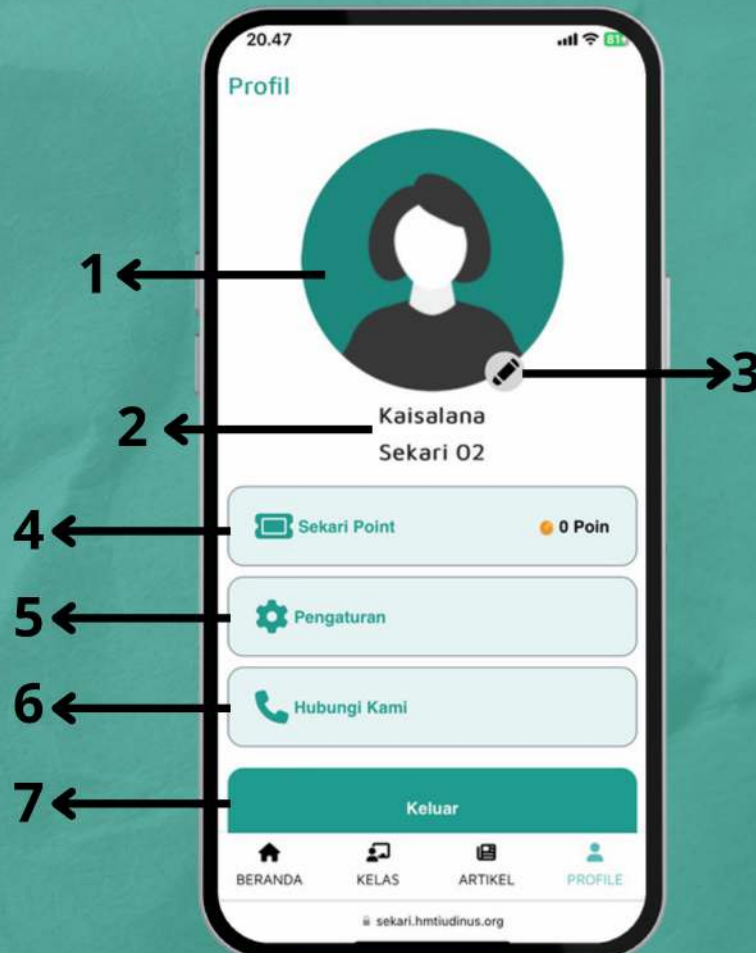 20.47
81
Profil
1
3
2
Kaisalana
Sekari 02
4
Sekari Point
0 Poin
5
Pengaturan
6
Hubungi Kami
7
Keluar
BERANDA
KELAS
ARTIKEL
PROFILE
sekari.hmtiudinus.org